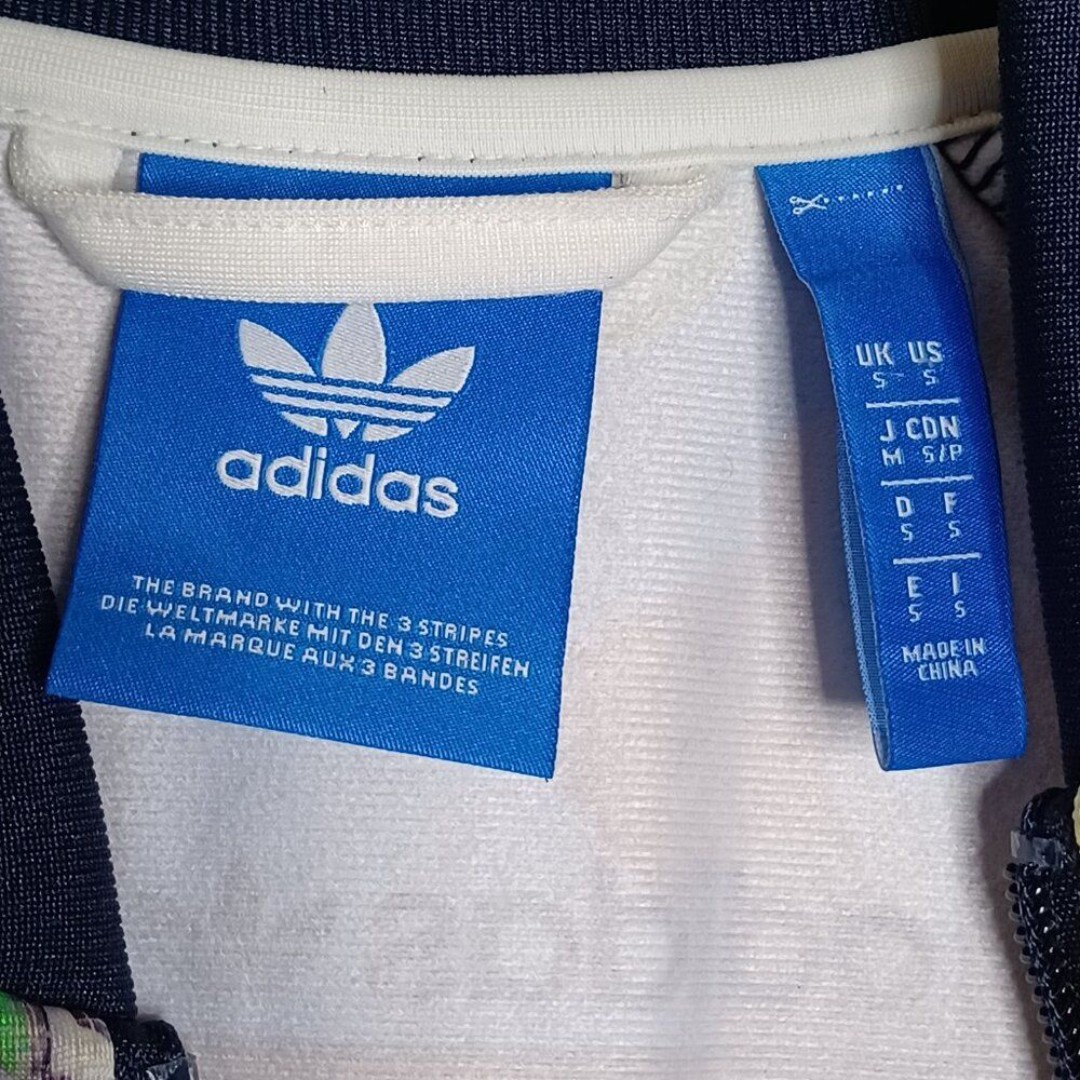 adidas
THE BRAND WITH THE 3 STRIPES
DIE WELTMARKE MIT DEN 3 STREIFEN
LA MARQUE AUX 3 BANDES
UK US
S S
J CDN
M S/P
D F
S S
E I
S S
MADE IN
CHINA